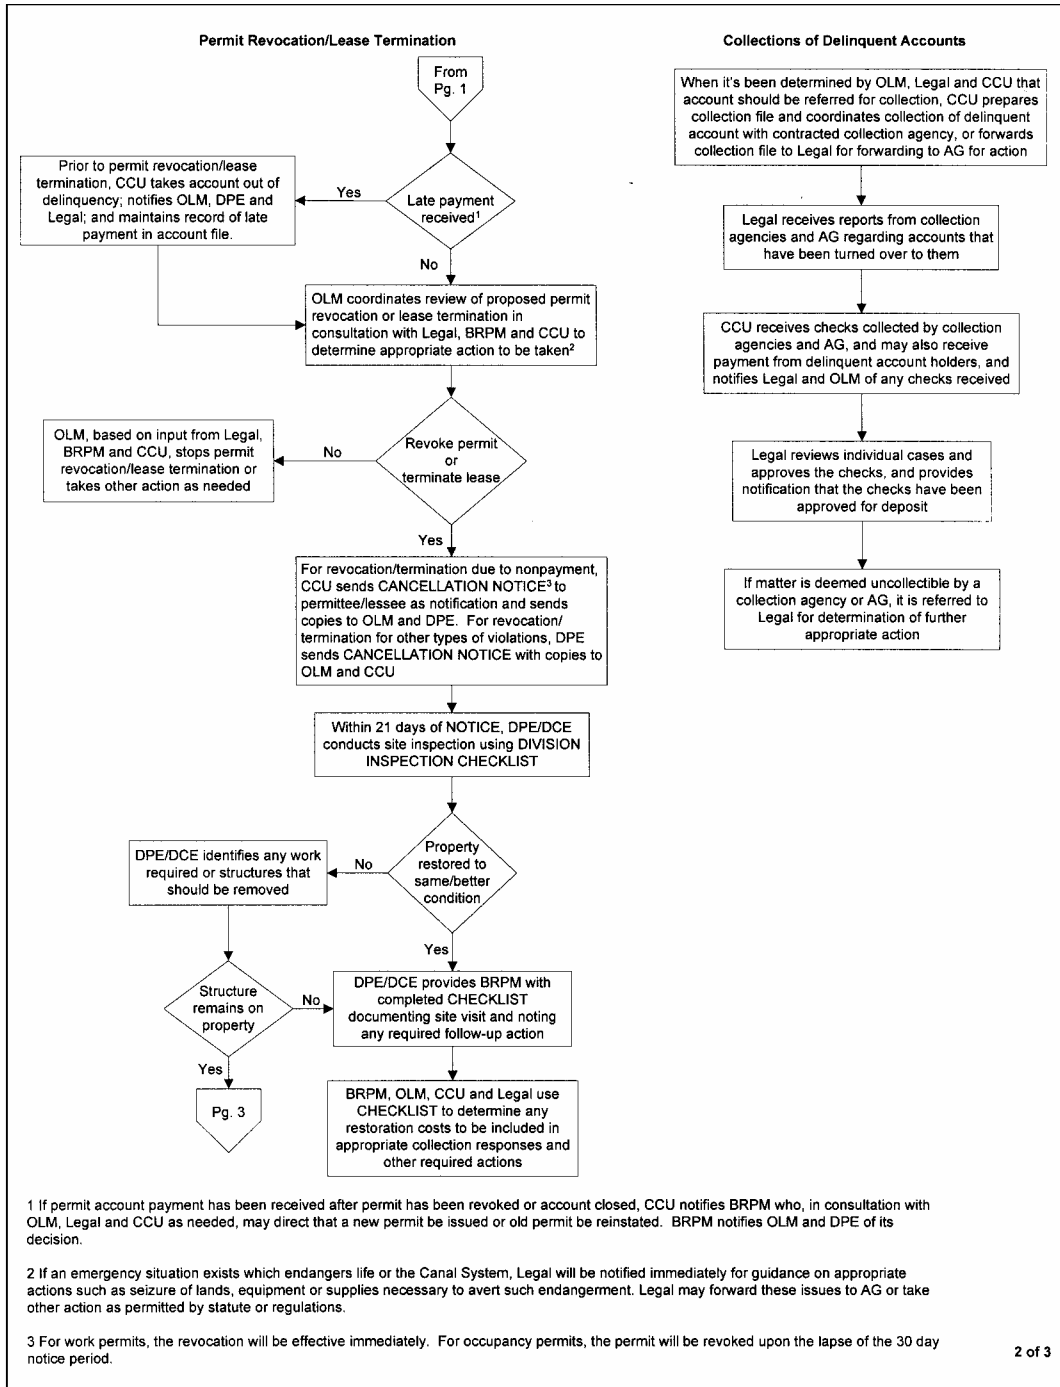 Permit Revocation/Lease Termination
From
Pg. 1
Late payment
received1
Yes
Prior to permit revocation/lease
termination, CCU takes account out of
delinquency; notifies OLM, DPE and
Legal; and maintains record of late
payment in account file.
No
OLM coordinates review of proposed permit
revocation or lease termination in
consultation with Legal, BRPM and CCU to
determine appropriate action to be taken2
Revoke permit
or
terminate lease
No
OLM, based on input from Legal,
BRPM and CCU, stops permit
revocation/lease termination or
takes other action as needed
Yes
For revocation/termination due to nonpayment,
CCU sends CANCELLATION NOTICE3 to
permittee/lessee as notification and sends
copies to OLM and DPE. For revocation/
termination for other types of violations, DPE
sends CANCELLATION NOTICE with copies to
OLM and CCU
Within 21 days of NOTICE, DPE/DCE
conducts site inspection using DIVISION
INSPECTION CHECKLIST
Property
restored to
same/better
condition
No
DPE/DCE identifies any work
required or structures that
should be removed
Structure
remains on
property
No
Yes
Pg. 3
Yes
DPE/DCE provides BRPM with
completed CHECKLIST
documenting site visit and noting
any required follow-up action
BRPM, OLM, CCU and Legal use
CHECKLIST to determine any
restoration costs to be included in
appropriate collection responses and
other required actions
Collections of Delinquent Accounts
When it's been determined by OLM, Legal and CCU that
account should be referred for collection, CCU prepares
collection file and coordinates collection of delinquent
account with contracted collection agency, or forwards
collection file to Legal for forwarding to AG for action
Legal receives reports from collection
agencies and AG regarding accounts that
have been turned over to them
CCU receives checks collected by collection
agencies and AG, and may also receive
payment from delinquent account holders, and
notifies Legal and OLM of any checks received
Legal reviews individual cases and
approves the checks, and provides
notification that the checks have been
approved for deposit
If matter is deemed uncollectible by a
collection agency or AG, it is referred to
Legal for determination of further
appropriate action
1 If permit account payment has been received after permit has been revoked or account closed, CCU notifies BRPM who, in consultation with
OLM, Legal and CCU as needed, may direct that a new permit be issued or old permit be reinstated. BRPM notifies OLM and DPE of its
decision.
2 If an emergency situation exists which endangers life or the Canal System, Legal will be notified immediately for guidance on appropriate
actions such as seizure of lands, equipment or supplies necessary to avert such endangerment. Legal may forward these issues to AG or take
other action as permitted by statute or regulations.
3 For work permits, the revocation will be effective immediately. For occupancy permits, the permit will be revoked upon the lapse of the 30 day
notice period.
2 of 3